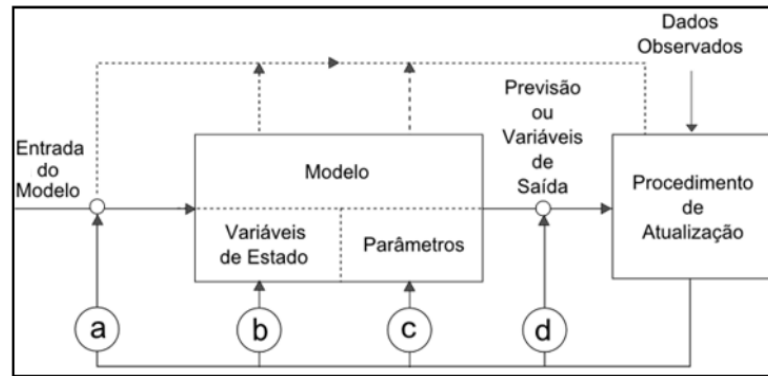 Dados
Observados
Previsão
ou
Variáveis
de
Saída
Entrada
do
Modelo
Modelo
Procedimento
de
Atualização
Variáveis
de Estado
Parâmetros
a
b
c
d